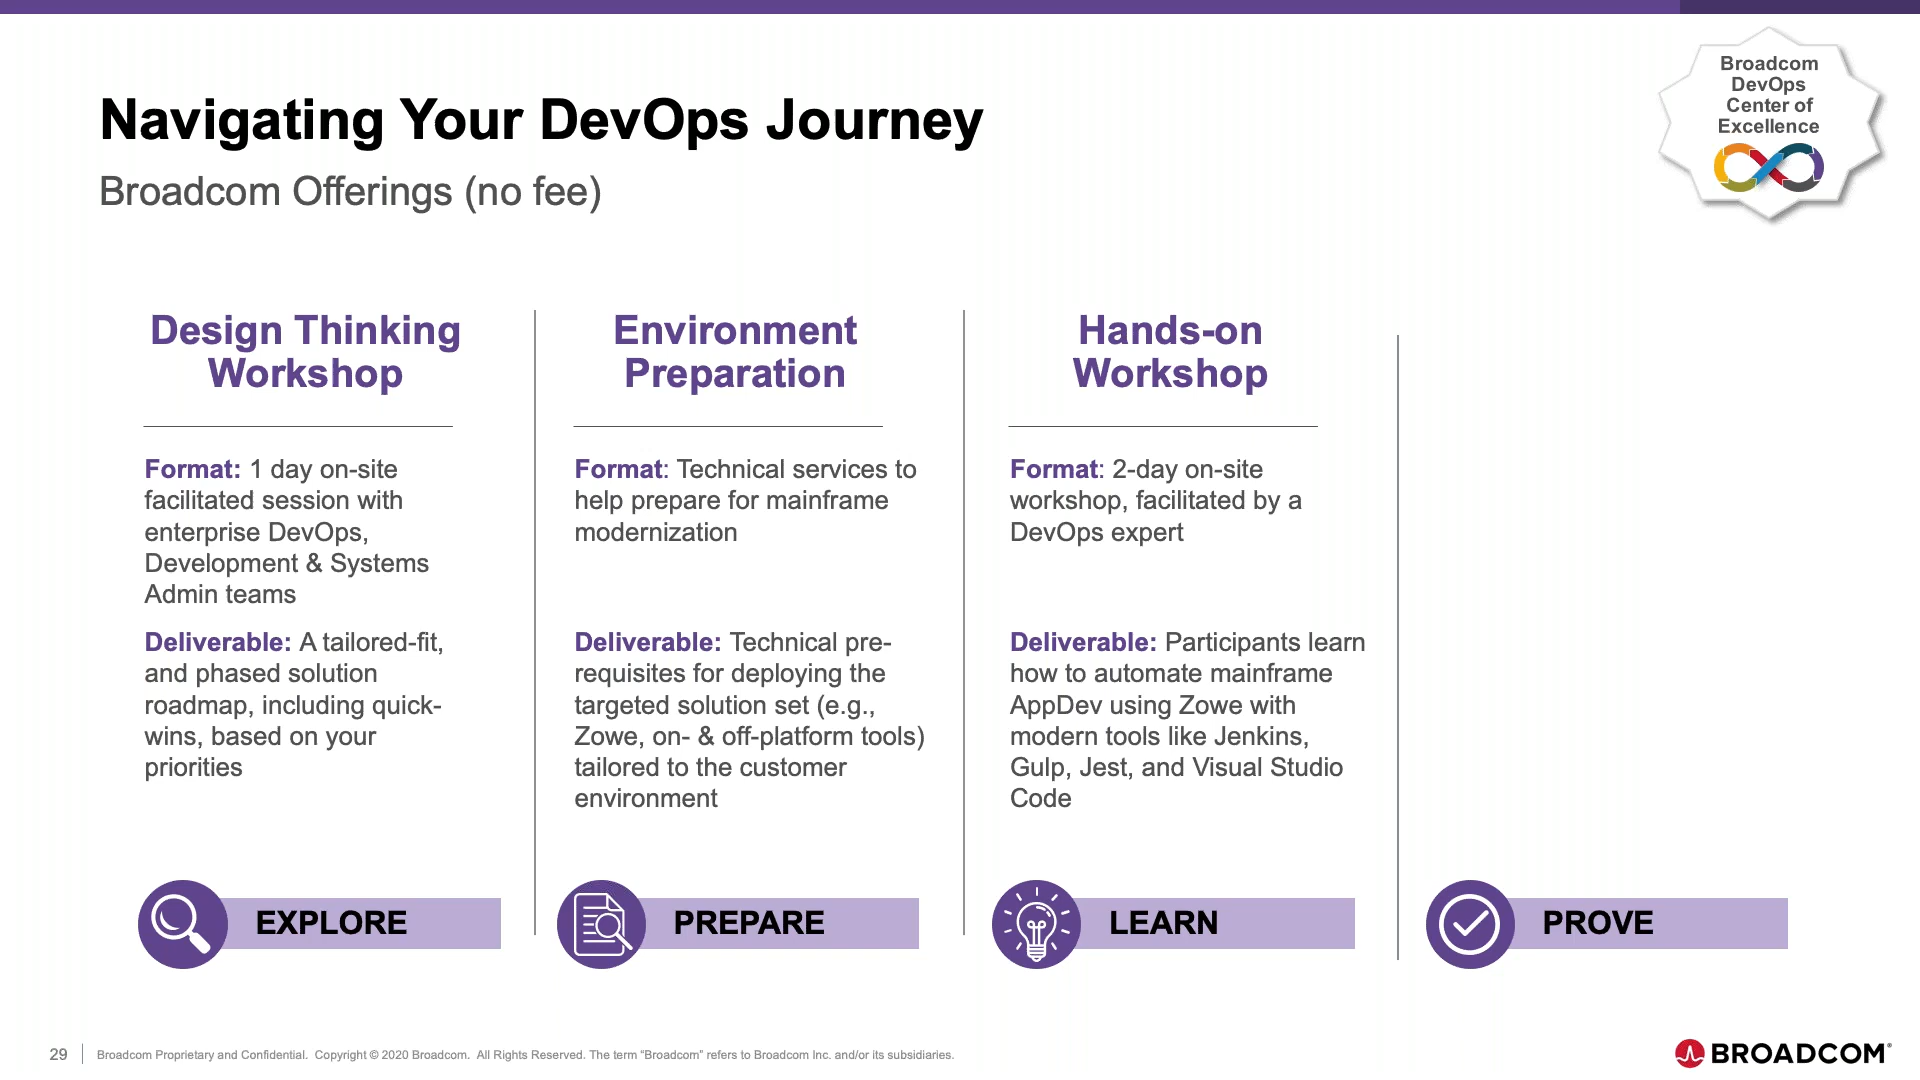 Broadcom
DevOps
Center of
Excellence
Navigating Your DevOps Journey
Broadcom Offerings (no fee)
Design Thinking
Workshop
Format: 1 day on-site
facilitated session with
enterprise DevOps,
Development & Systems
Admin teams
Deliverable: A tailored-fit,
and phased solution
roadmap, including quick-
wins, based on your
priorities
EXPLORE
Environment
Preparation
Format: Technical services to
help prepare for mainframe
modernization
Deliverable: Technical pre-
requisites for deploying the
targeted solution set (e.g.,
Zowe, on- & off-platform tools)
tailored to the customer
environment
PREPARE
Hands-on
Workshop
Format: 2-day on-site
workshop, facilitated by a
DevOps expert
Deliverable: Participants learn
how to automate mainframe
AppDev using Zowe with
modern tools like Jenkins,
Gulp, Jest, and Visual Studio
Code
LEARN
PROVE
29
Broadcom Proprietary and Confidential. Copyright © 2020 Broadcom. All Rights Reserved. The term “Broadcom” refers to Broadcom Inc. and/or its subsidiaries.
BROADCOM®